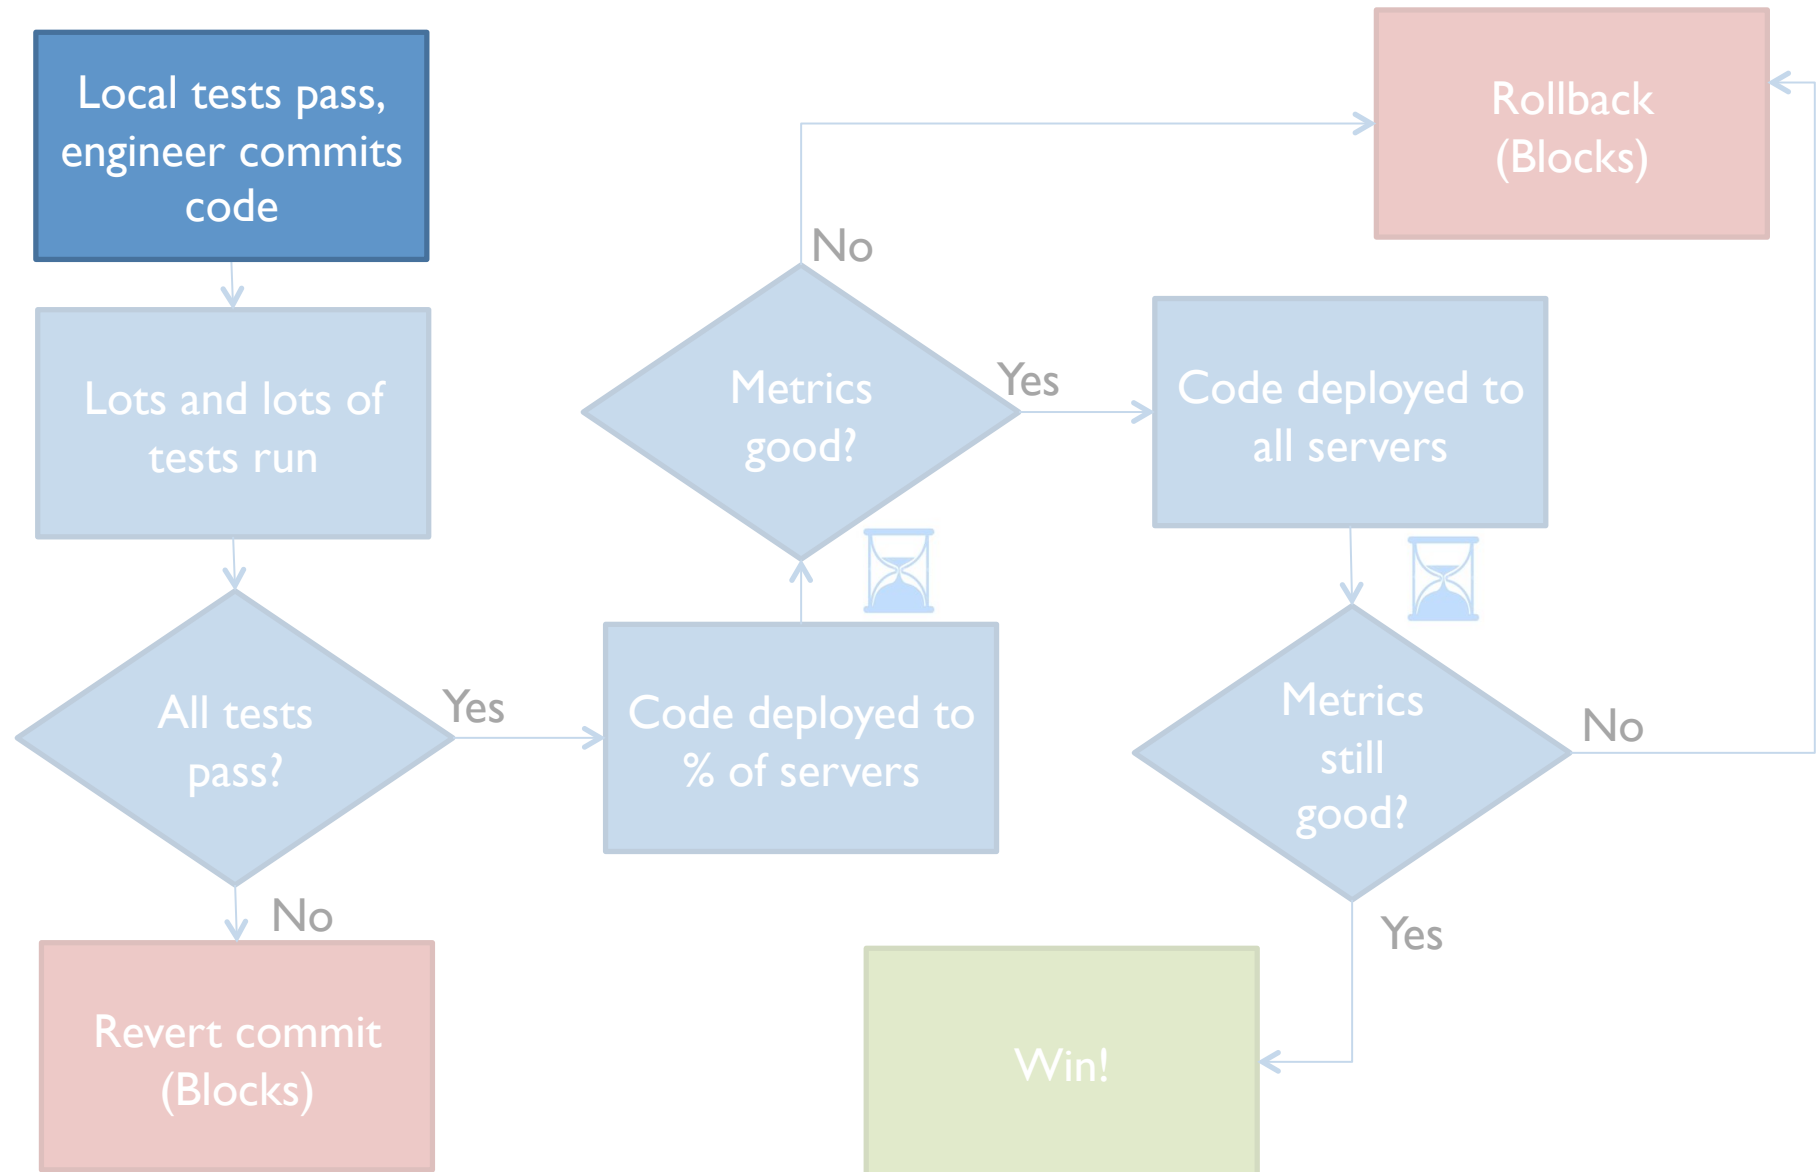 Local tests pass,
engineer commits
code
Lots and lots of
tests run
All tests
pass?
No
Revert commit
(Blocks)
Yes
Code deployed to
% of servers
Metrics
good?
No
Rollback
(Blocks)
Yes
Code deployed to
all servers
Metrics
still
good?
No
Yes
Win!